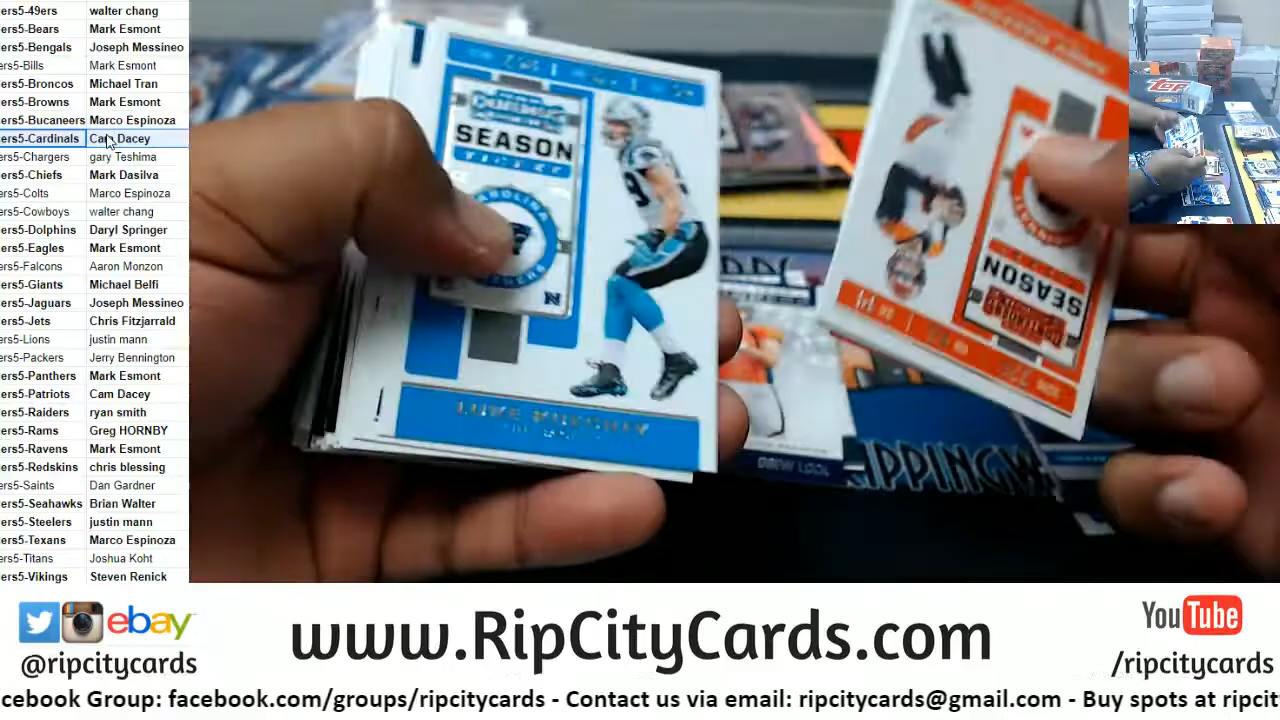 ers5-49ers walter chang
ers5-Bears Mark Esmont
ers5-Bengals Joseph Messineo
ers5-Bills Mark Esmont
ers5-Broncos Michael Tran
ers5-Browns Mark Esmont
ers5-Bucaneers Marco Espinoza
ers5-Cardinals Cam Dacey
ers5-Chargers gary Teshima
ers5-Chiefs Mark Dasilva
ers5-Colts Marco Espinoza
ers5-Cowboys walter chang
ers5-Dolphins Daryl Springer
ers5-Eagles Mark Esmont
ers5-Falcons Aaron Monzon
ers5-Giants Michael Belfi
ers5-Jaguars Joseph Messineo
ers5-Jets Chris Fitzjarrald
ers5-Lions justin mann
ers5-Packers Jerry Bennington
ers5-Panthers Mark Esmont
ers5-Patriots Cam Dacey
ers5-Raiders ryan smith
ers5-Rams Greg HORNBY
ers5-Ravens Mark Esmont
ers5-Redskins chris blessing
ers5-Saints Dan Gardner
ers5-Seahawks Brian Walter
ers5-Steelers justin mann
ers5-Texans Marco Espinoza
ers5-Titans Joshua Koht
ers5-Vikings Steven Renick
SEASON
CAROLINA
LUKE KUECHLY
SEASON
DREW LOCK
IPPINGW
ebay
@ripcitycards
www.RipCityCards.com
YouTube
/ripcitycards
cebook Group: facebook.com/groups/ripcitycards - Contact us via email: ripcitycards@gmail.com - Buy spots at ripcit